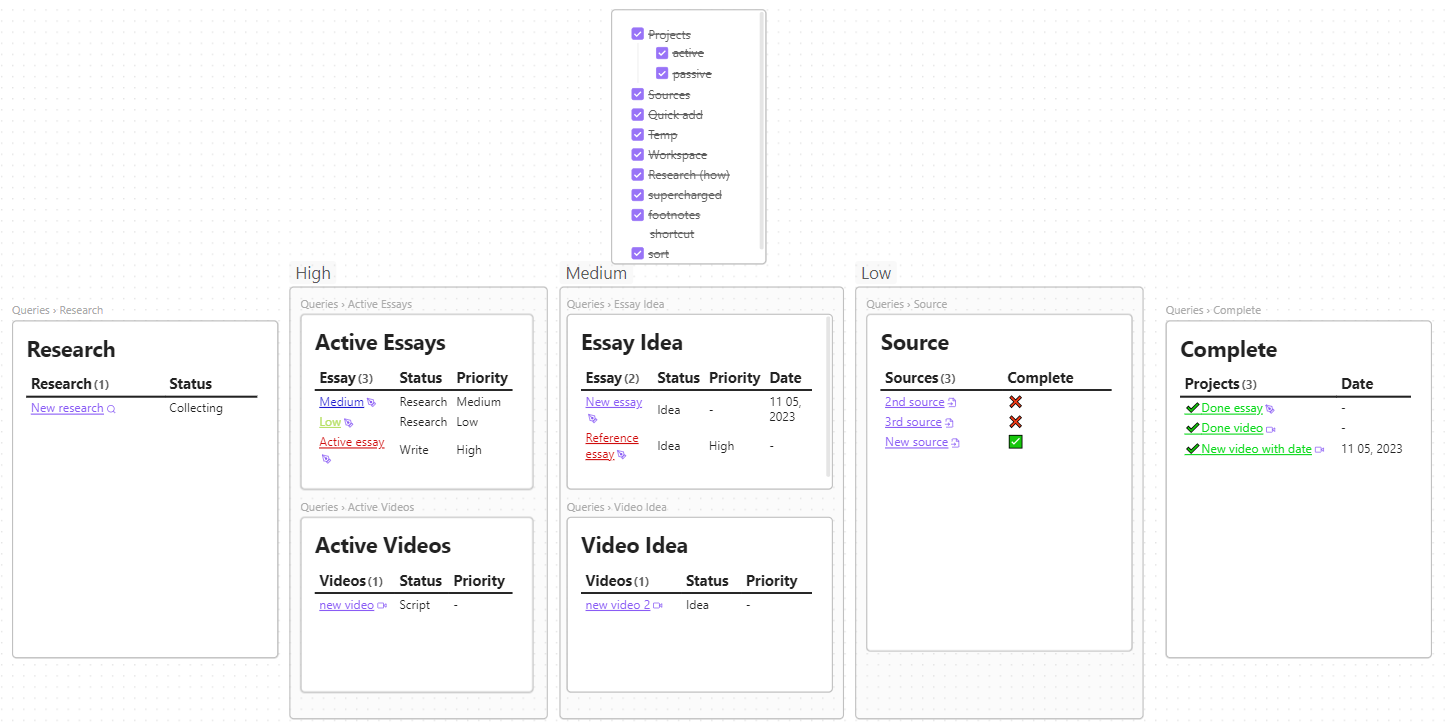 Projects
active
passive
Sources
Quick add
Temp
Workspace
Research (how)
supercharged
footnotes
shortcut
sort
Queries › Research
Research
Research (1) Status
New research Collecting
High
Queries › Active Essays
Active Essays
Essay (3) Status Priority
Medium Research Medium
Low Research Low
Active essay Write High
Queries › Active Videos
Active Videos
Videos (1) Status Priority
new video Script -
Medium
Queries › Essay Idea
Essay Idea
Essay (2) Status Priority Date
New essay Idea - 11 05,
2023
Reference
essay Idea High -
Queries › Video Idea
Video Idea
Videos (1) Status Priority
new video 2 Idea -
Low
Queries › Source
Source
Sources (3) Complete
2nd source ❌
3rd source ❌
New source ✅
Queries › Complete
Complete
Projects (3) Date
✔Done essay -
✔Done video -
✔New video with date 11 05, 2023